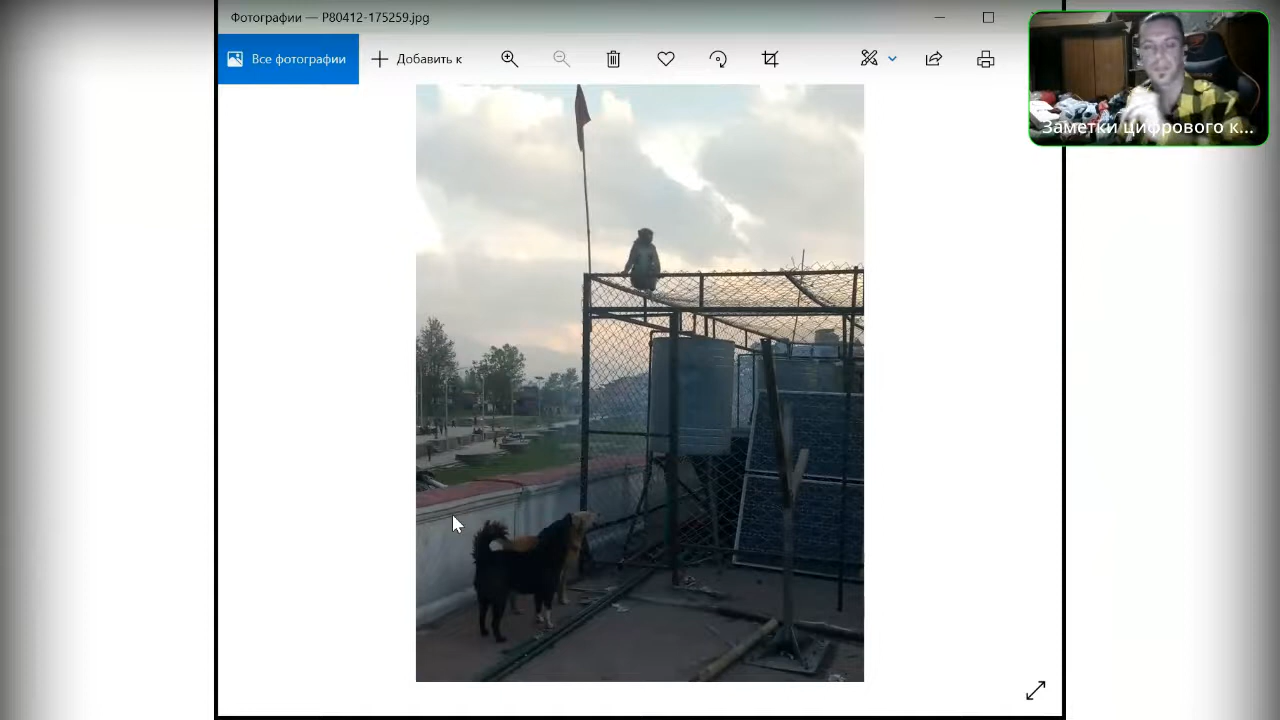 Фотографии — P80412-175259.jpg
Все фотографии
Добавить к
Заметки цифрового к...